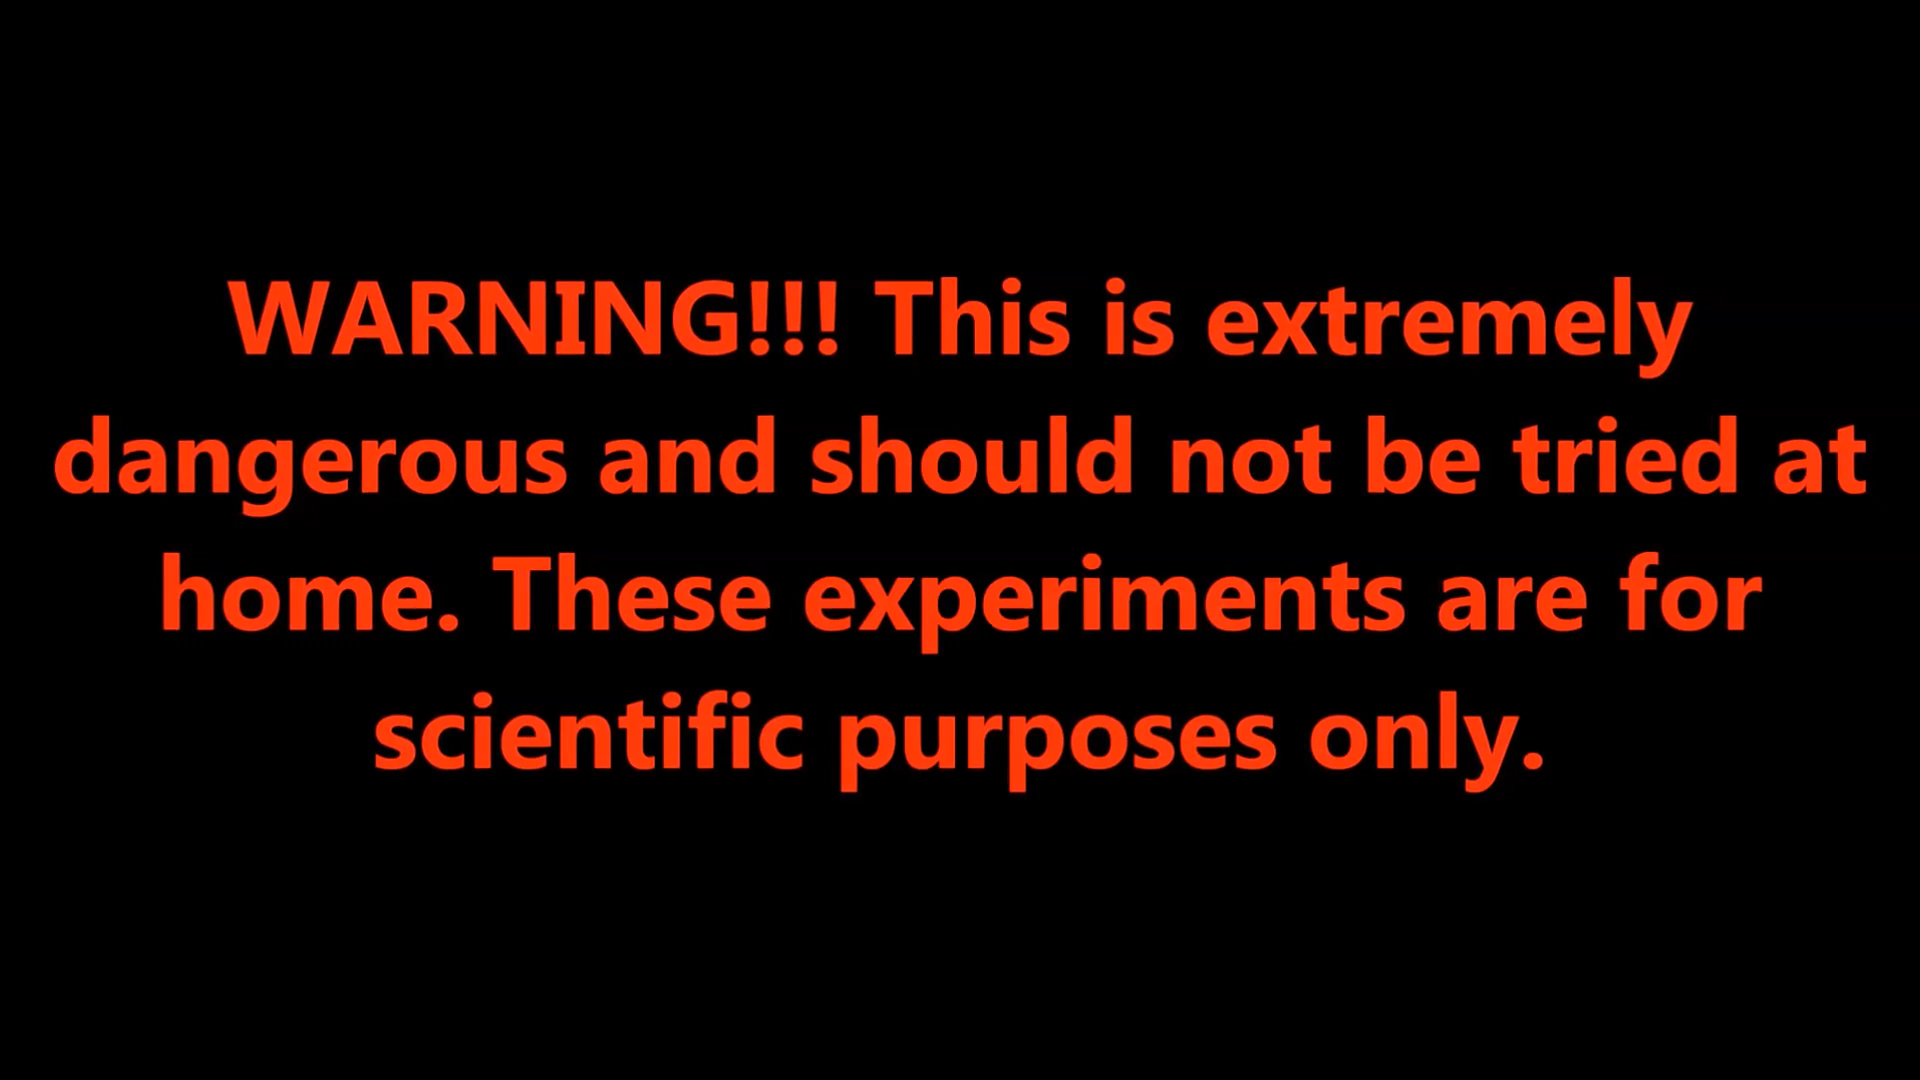 WARNING!!! This is extremely
dangerous and should not be tried at
home. These experiments are for
scientific purposes only.